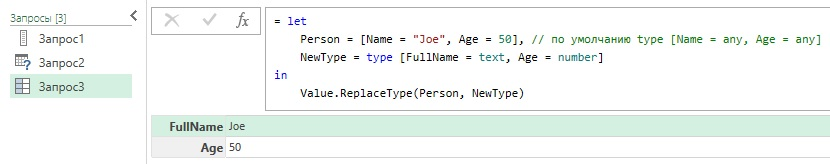 Запросы [3]
Запрос1
Запрос2
Запрос3
fx
= let
Person = [Name = "Joe", Age = 50], // по умолчанию type [Name = any, Age = any]
NewType = type [FullName = text, Age = number]
in
Value.ReplaceType(Person, NewType)
FullName Joe
Age 50